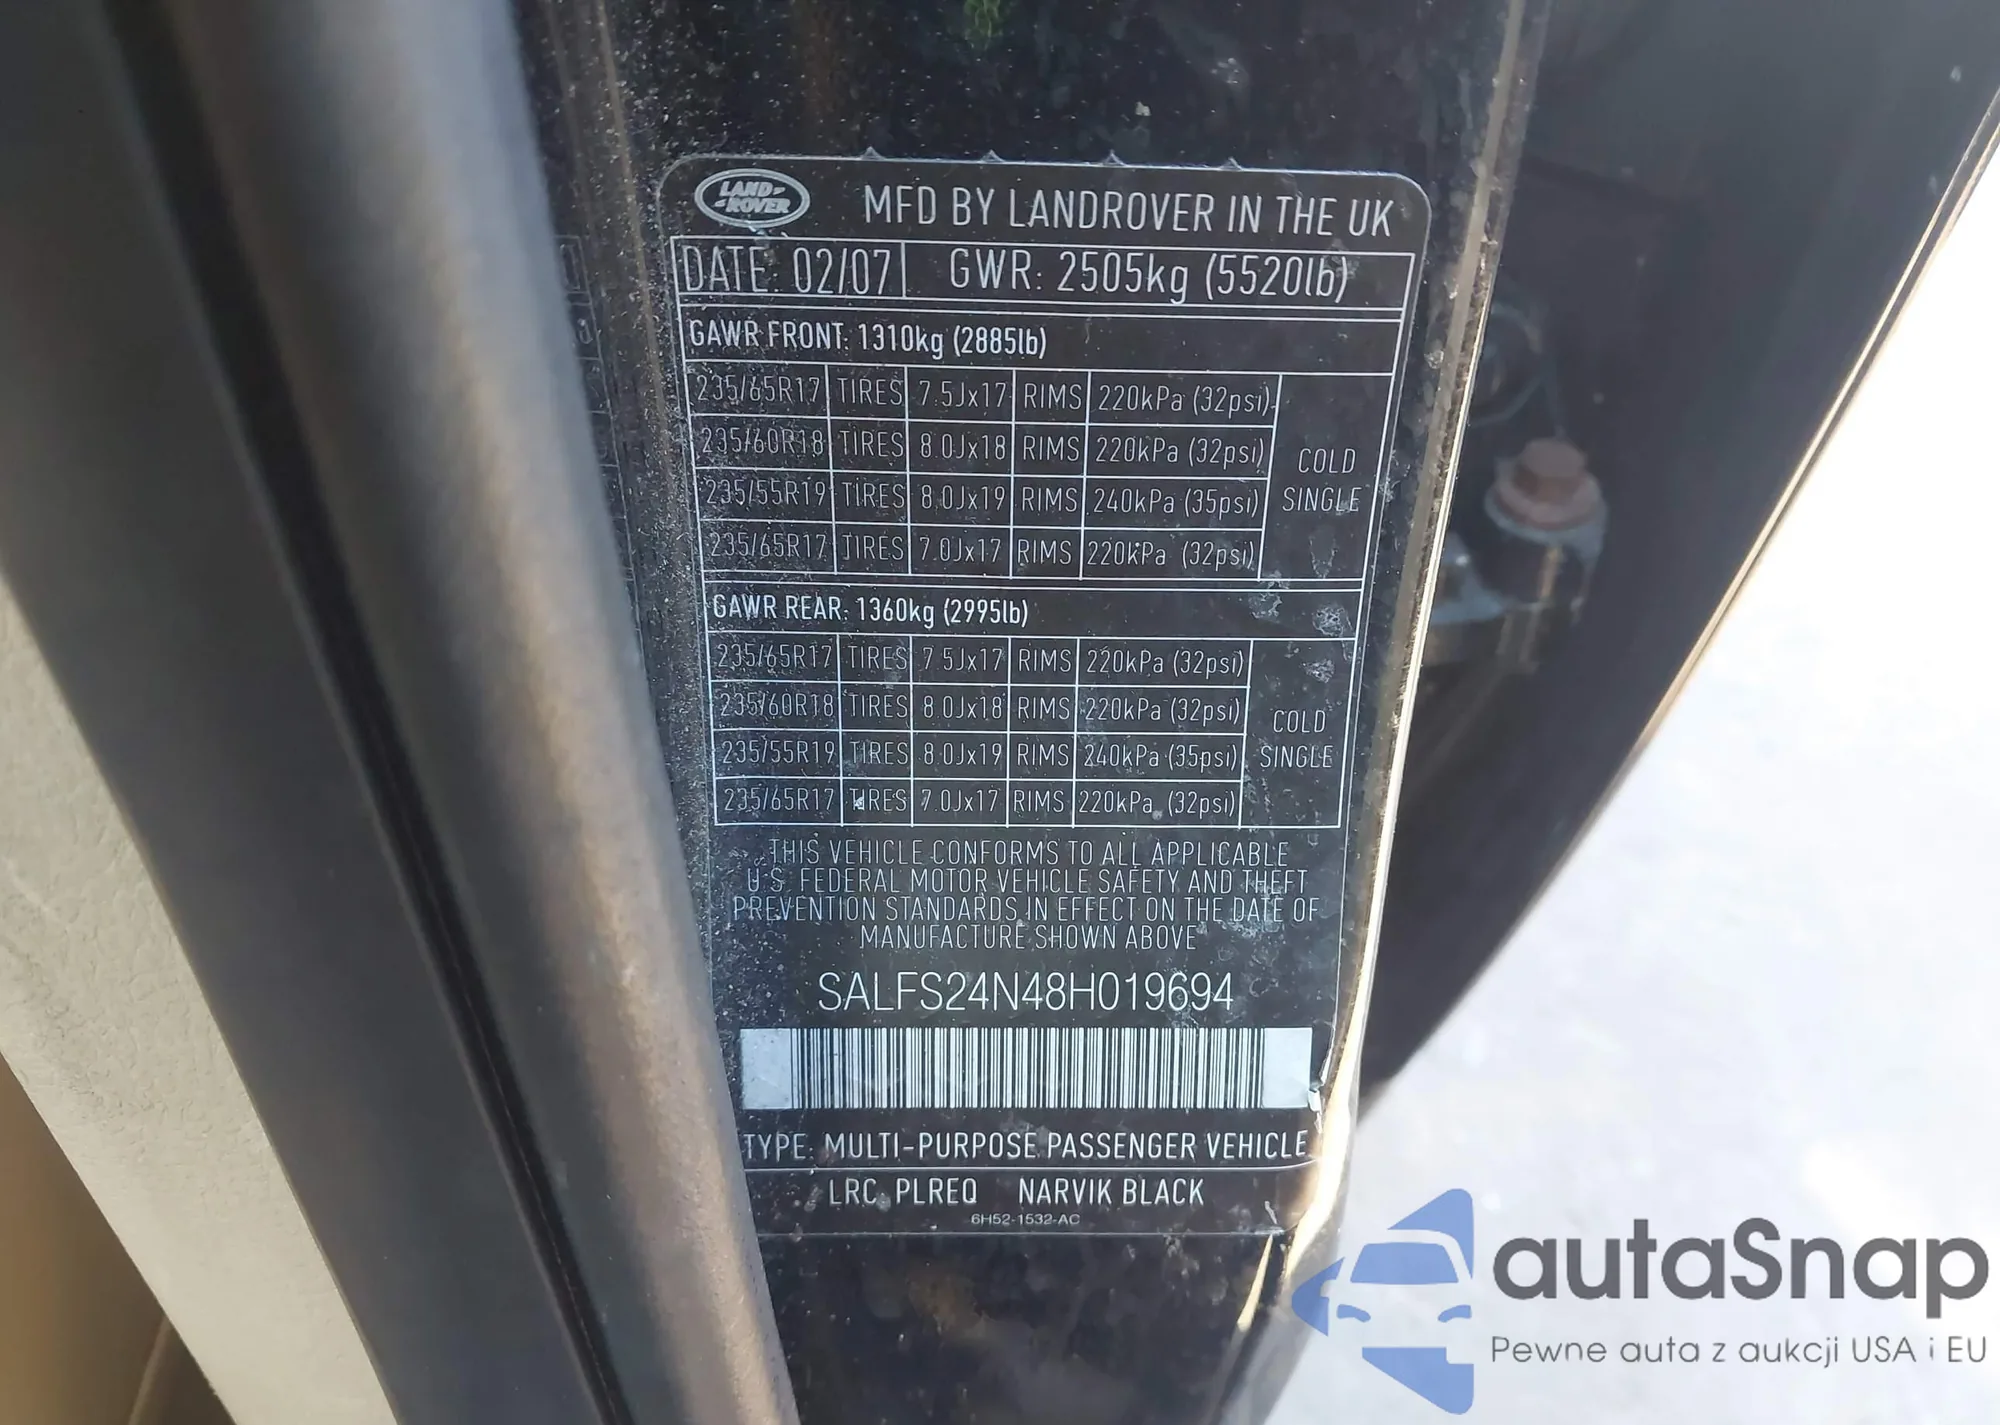 LAND-
-ROVER
MFD BY LANDROVER IN THE UK
DATE: 02/07 GWR: 2505kg (5520lb)
GAWR FRONT: 1310kg (2885lb)
235/65R17 TIRES 7.5Jx17 RIMS 220kPa (32psi)
235/60R18 TIRES 8.0Jx18 RIMS 220kPa (32psi)
235/55R19 TIRES 8.0Jx19 RIMS 240kPa (35psi)
235/65R17 TIRES 7.0Jx17 RIMS 220kPa (32psi)
COLD
SINGLE
GAWR REAR: 1360kg (2995lb)
235/65R17 TIRES 7.5Jx17 RIMS 220kPa (32psi)
235/60R18 TIRES 8.0Jx18 RIMS 220kPa (32psi)
235/55R19 TIRES 8.0Jx19 RIMS 240kPa (35psi)
235/65R17 TIRES 7.0Jx17 RIMS 220kPa (32psi)
COLD
SINGLE
THIS VEHICLE CONFORMS TO ALL APPLICABLE
U.S. FEDERAL MOTOR VEHICLE SAFETY AND THEFT
PREVENTION STANDARDS IN EFFECT ON THE DATE OF
MANUFACTURE SHOWN ABOVE
SALFS24N48H019694
TYPE: MULTI-PURPOSE PASSENGER VEHICLE
LRC: PLREQ NARVIK BLACK
6H52-1532-AC
autaSnap
Pewne auta z aukcji USA i EU